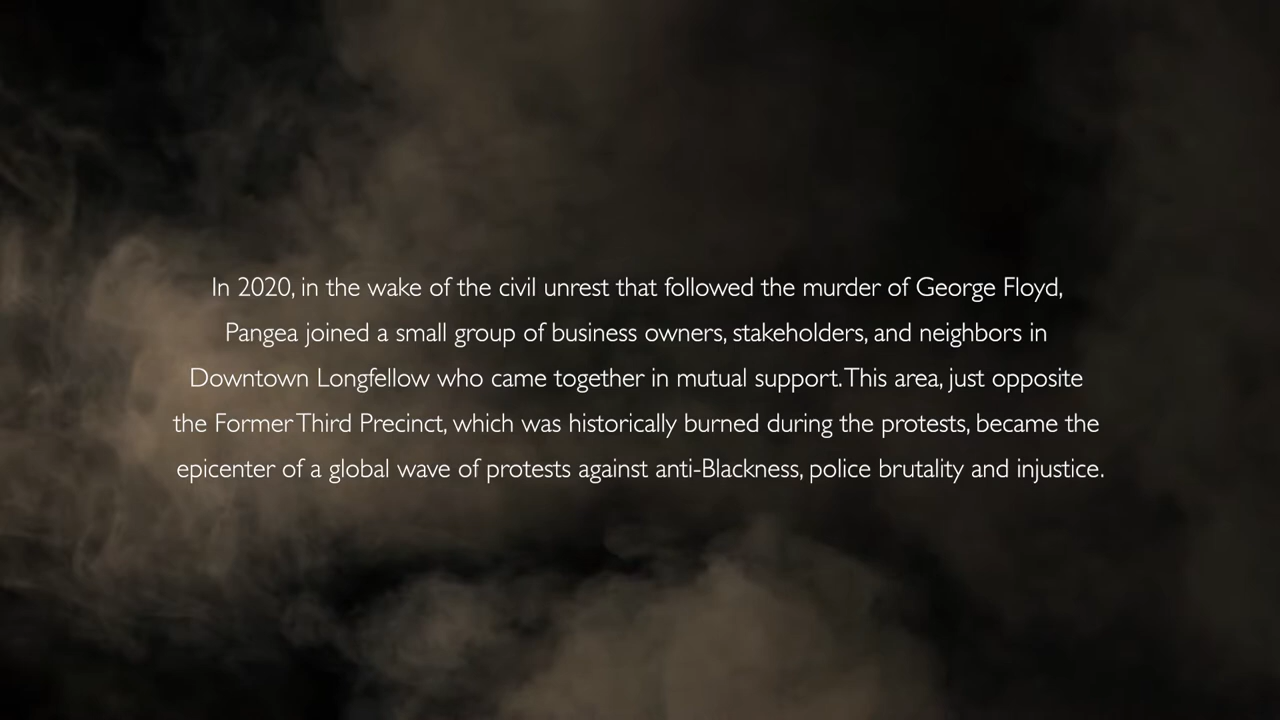 In 2020, in the wake of the civil unrest that followed the murder of George Floyd,
Pangea joined a small group of business owners, stakeholders, and neighbors in
Downtown Longfellow who came together in mutual support. This area, just opposite
the Former Third Precinct, which was historically burned during the protests, became the
epicenter of a global wave of protests against anti-Blackness, police brutality and injustice.